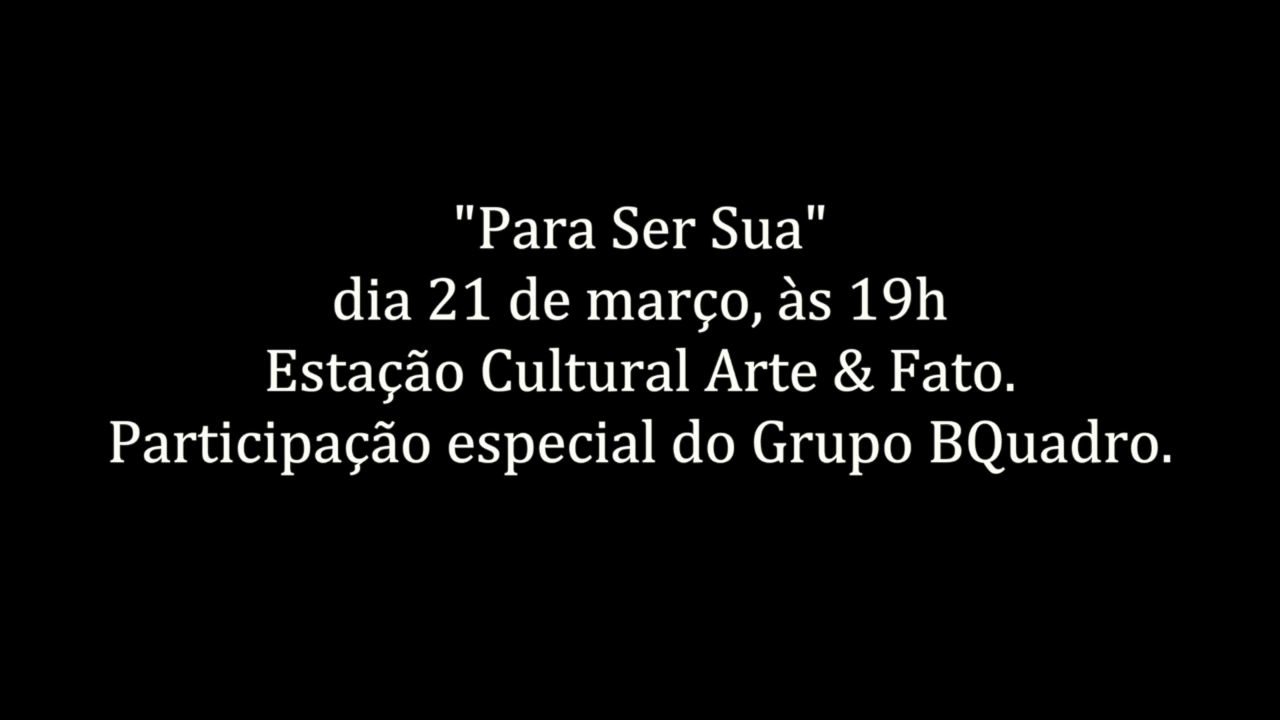 "Para Ser Sua"
dia 21 de março, às 19h
Estação Cultural Arte & Fato.
Participação especial do Grupo BQuadro.